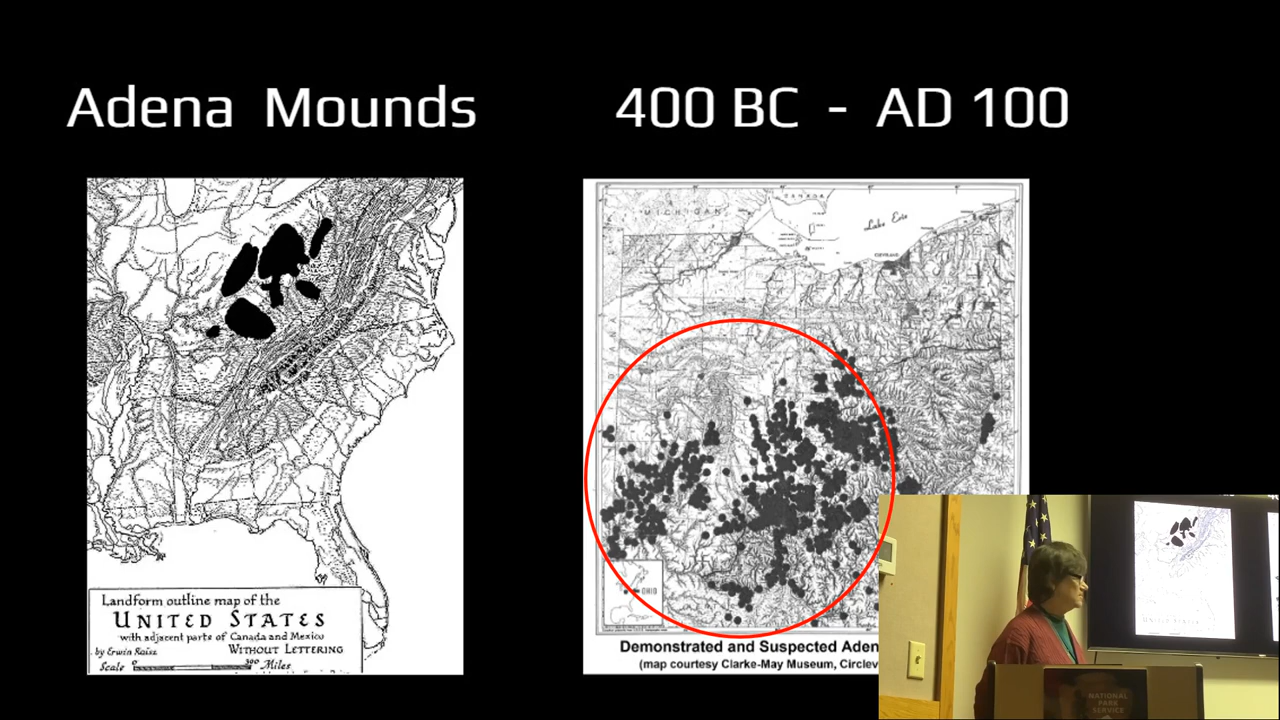 Adena Mounds
400 BC - AD 100
Landform outline map of the
UNITED STATES
with adjacent parts of Canada and Mexico
by Erwin Raisz
WITHOUT LETTERING
Scale
300 Miles
MICHIGAN
CANADA
Lake Erie
CLEVELAND
OHIO
Demonstrated and Suspected Aden
(map courtesy Clarke-May Museum, Circlev
NATIONAL
PARK
SERVICE